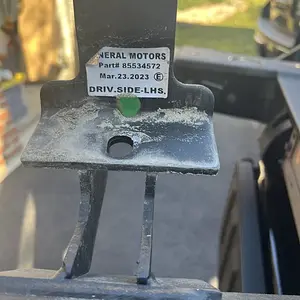 NERAL MOTORS
Part# 85534572
Mar.23.2023 E
DRIV. SIDE-LHS.